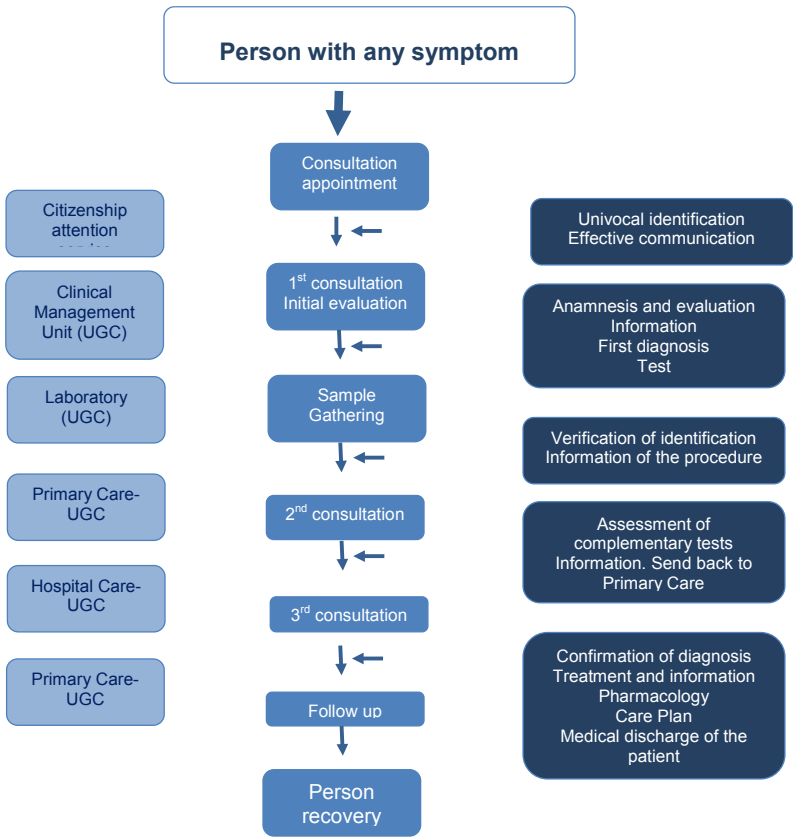 Person with any symptom
Consultation
appointment
Citizenship
attention
Univocal identification
Effective communication
1st consultation
Initial evaluation
Clinical
Management
Unit (UGC)
Anamnesis and evaluation
Information
First diagnosis
Test
Sample
Gathering
Laboratory
(UGC)
Verification of identification
Information of the procedure
2nd consultation
Primary Care-
UGC
Assessment of
complementary tests
Information. Send back to
Primary Care
3rd consultation
Hospital Care-
UGC
Confirmation of diagnosis
Treatment and information
Pharmacology
Care Plan
Medical discharge of the
patient
Primary Care-
UGC
Follow up
Person
recovery